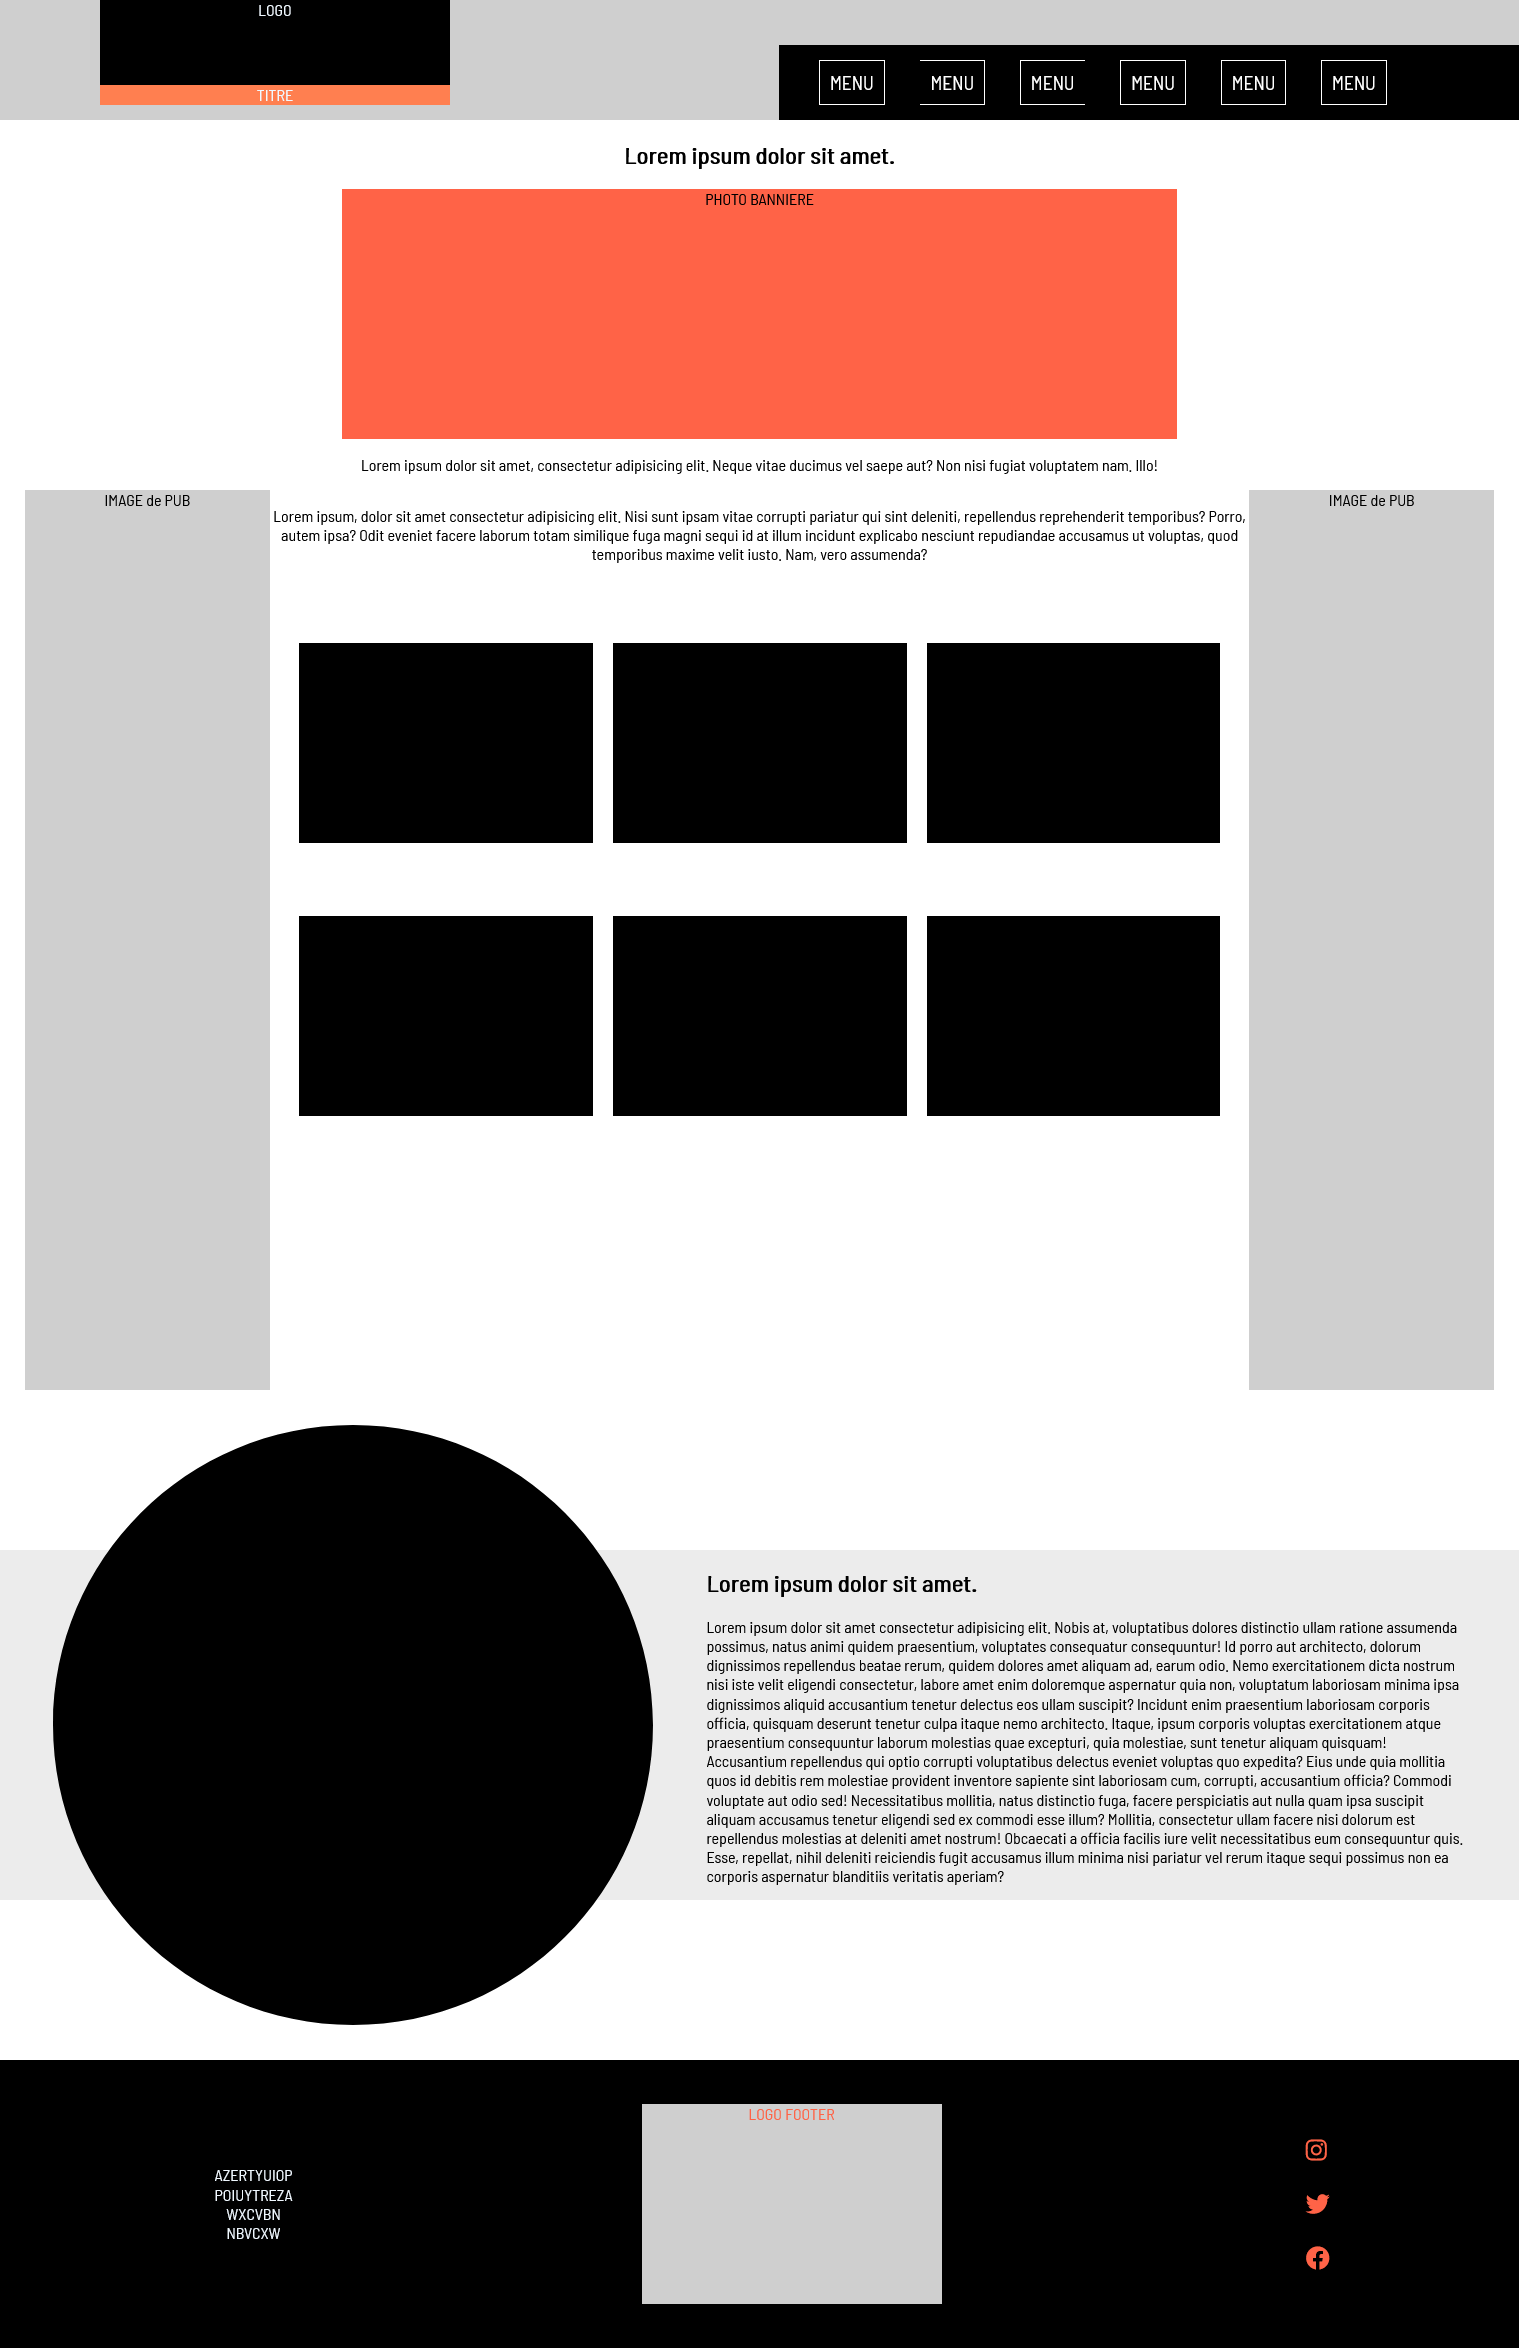 LOGO
TITRE
MENU MENU MENU MENU MENU MENU
Lorem ipsum dolor sit amet.
PHOTO BANNIERE
Lorem ipsum dolor sit amet, consectetur adipisicing elit. Neque vitae ducimus vel saepe aut? Non nisi fugiat voluptatem nam. Illo!
IMAGE de PUB
Lorem ipsum, dolor sit amet consectetur adipisicing elit. Nisi sunt ipsam vitae corrupti pariatur qui sint deleniti, repellendus reprehenderit temporibus? Porro,
autem ipsa? Odit eveniet facere laborum totam similique fuga magni sequi id at illum incidunt explicabo nesciunt repudiandae accusamus ut voluptas, quod
temporibus maxime velit iusto. Nam, vero assumenda?
IMAGE de PUB
Lorem ipsum dolor sit amet.
Lorem ipsum dolor sit amet consectetur adipisicing elit. Nobis at, voluptatibus dolores distinctio ullam ratione assumenda
possimus, natus animi quidem praesentium, voluptates consequatur consequuntur! Id porro aut architecto, dolorum
dignissimos repellendus beatae rerum, quidem dolores amet aliquam ad, earum odio. Nemo exercitationem dicta nostrum
nisi iste velit eligendi consectetur, labore amet enim doloremque aspernatur quia non, voluptatum laboriosam minima ipsa
dignissimos aliquid accusantium tenetur delectus eos ullam suscipit? Incidunt enim praesentium laboriosam corporis
officia, quisquam deserunt tenetur culpa itaque nemo architecto. Itaque, ipsum corporis voluptas exercitationem atque
praesentium consequuntur laborum molestias quae excepturi, quia molestiae, sunt tenetur aliquam quisquam!
Accusantium repellendus qui optio corrupti voluptatibus delectus eveniet voluptas quo expedita? Eius unde quia mollitia
quos id debitis rem molestiae provident inventore sapiente sint laboriosam cum, corrupti, accusantium officia? Commodi
voluptate aut odio sed! Necessitatibus mollitia, natus distinctio fuga, facere perspiciatis aut nulla quam ipsa suscipit
aliquam accusamus tenetur eligendi sed ex commodi esse illum? Mollitia, consectetur ullam facere nisi dolorum est
repellendus molestias at deleniti amet nostrum! Obcaecati a officia facilis iure velit necessitatibus eum consequuntur quis.
Esse, repellat, nihil deleniti reiciendis fugit accusamus illum minima nisi pariatur vel rerum itaque sequi possimus non ea
corporis aspernatur blanditiis veritatis aperiam?
AZERTYUIOP
POIUYTREZA
WXCVBN
NBVCXW
LOGO FOOTER